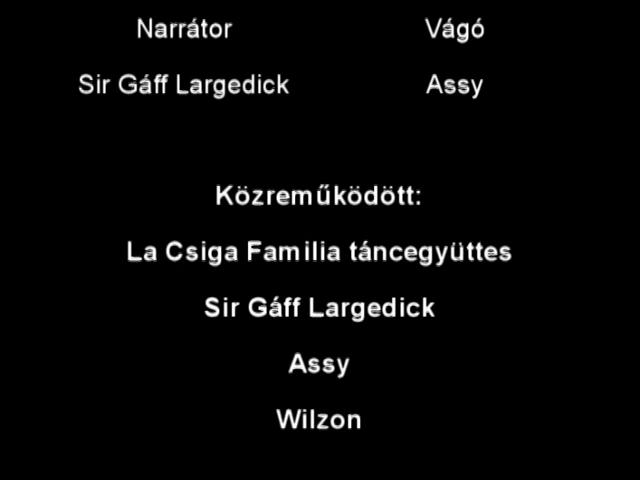 Narrátor Vágó
Sir Gáff Largedick Assy
Közreműködött:
La Csiga Familia táncegyüttes
Sir Gáff Largedick
Assy
Wilzon